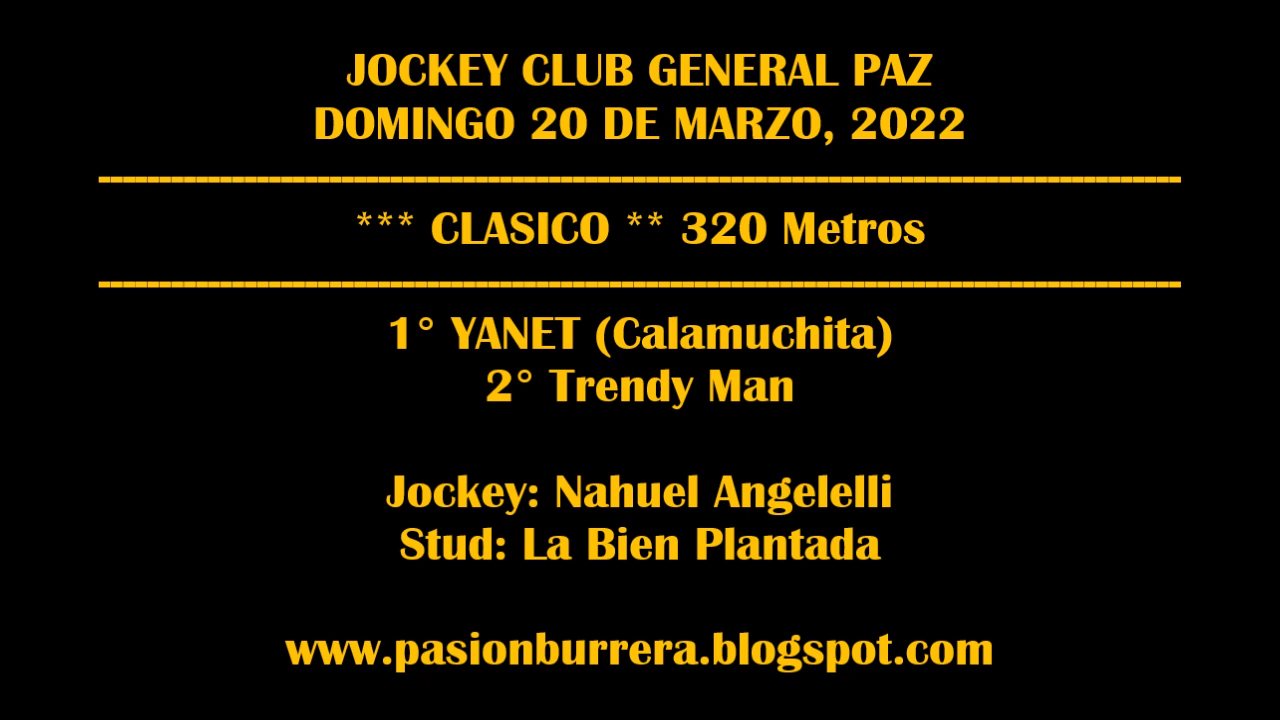 JOCKEY CLUB GENERAL PAZ
DOMINGO 20 DE MARZO, 2022
*** CLASICO ** 320 Metros
1° YANET (Calamuchita)
2° Trendy Man
Jockey: Nahuel Angelelli
Stud: La Bien Plantada
www.pasionburrera.blogspot.com